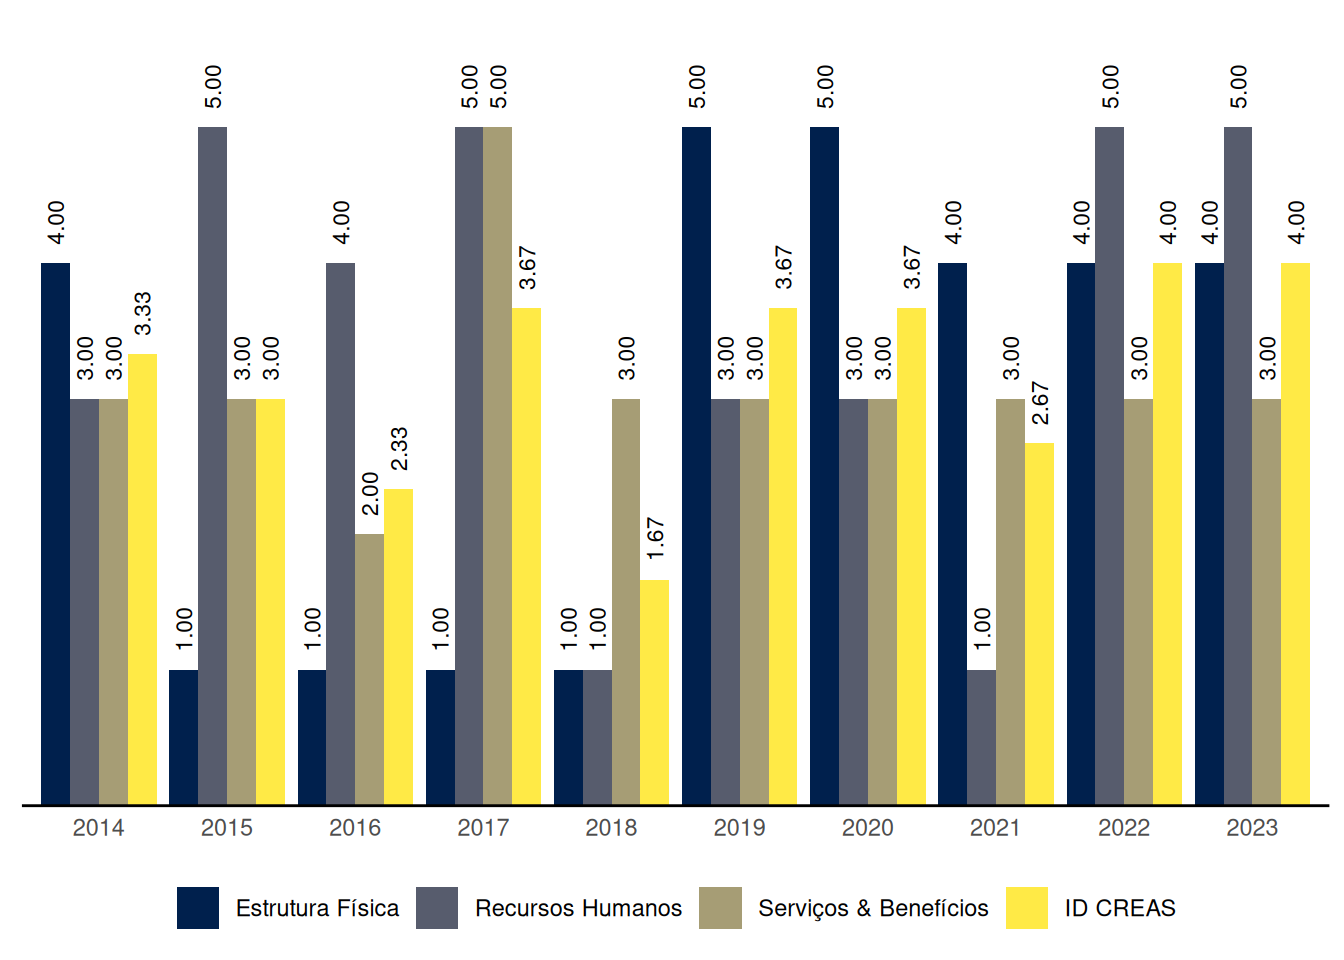 4.00 3.00 3.00 3.33
1.00 5.00 3.00 3.00
1.00 4.00 2.00 2.33
1.00 5.00 5.00 3.67
1.00 1.00 3.00 1.67
5.00 3.00 3.00 3.67
5.00 3.00 3.00 3.67
4.00 1.00 3.00 2.67
4.00 5.00 3.00 4.00
4.00 5.00 3.00 4.00
2014 2015 2016 2017 2018 2019 2020 2021 2022 2023
Estrutura Física Recursos Humanos Serviços & Benefícios ID CREAS